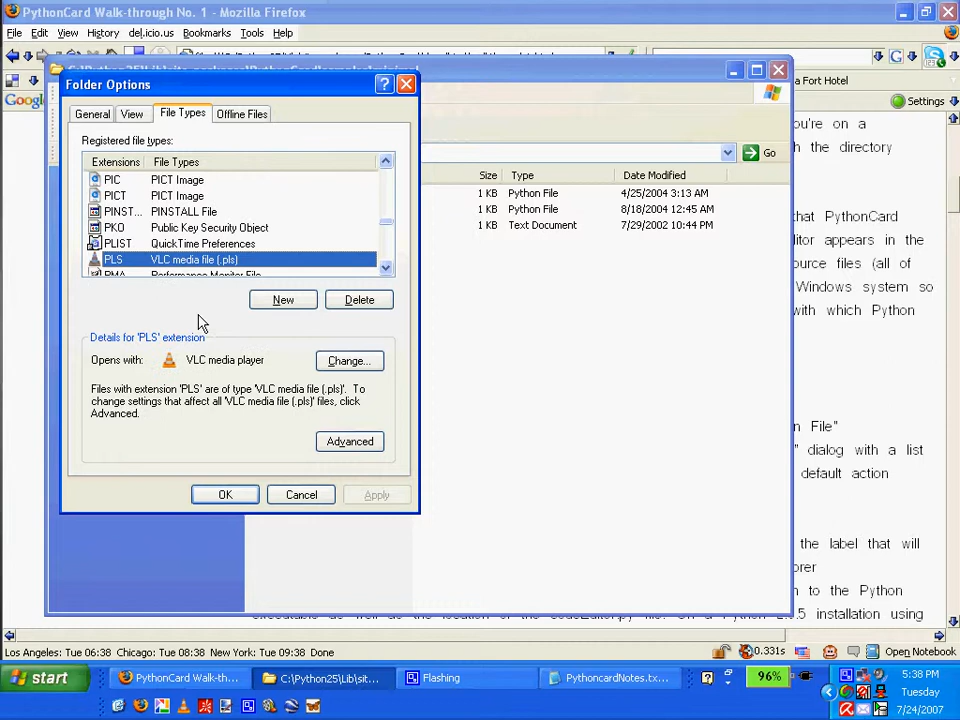 PythonCard Walk-through No. 1 - Mozilla Firefox
File Edit View History del.icio.us Bookmarks Tools Help
Google
a Fort Hotel
Settings
Folder Options
General View File Types Offline Files
Registered file types:
Extensions File Types
PIC PICT Image
PICT PICT Image
PINST... PINSTALL File
PKO Public Key Security Object
PLIST QuickTime Preferences
PLS VLC media file (.pls)
PMA Performance Monitor File
New Delete
Details for 'PLS' extension
Opens with: VLC media player Change...
Files with extension 'PLS' are of type 'VLC media file (.pls)'. To
change settings that affect all 'VLC media file (.pls)' files, click
Advanced.
Advanced
OK Cancel Apply
Go
Size Type Date Modified
1 KB Python File 4/25/2004 3:13 AM
1 KB Python File 8/18/2004 12:45 AM
1 KB Text Document 7/29/2002 10:44 PM
you're on a
h the directory
that PythonCard
itor appears in the
ource files (all of
Windows system so
with which Python
n File"
" dialog with a list
default action
the label that will
orer
n to the Python
installation using
Los Angeles: Tue 06:38 Chicago: Tue 08:38 New York: Tue 09:38 Done
0.331s
Open Notebook
start
PythonCard Walk-th...
C:\Python25\Lib\sit...
Flashing
PythoncardNotes.tx...
96%
5:38 PM
Tuesday
7/24/2007